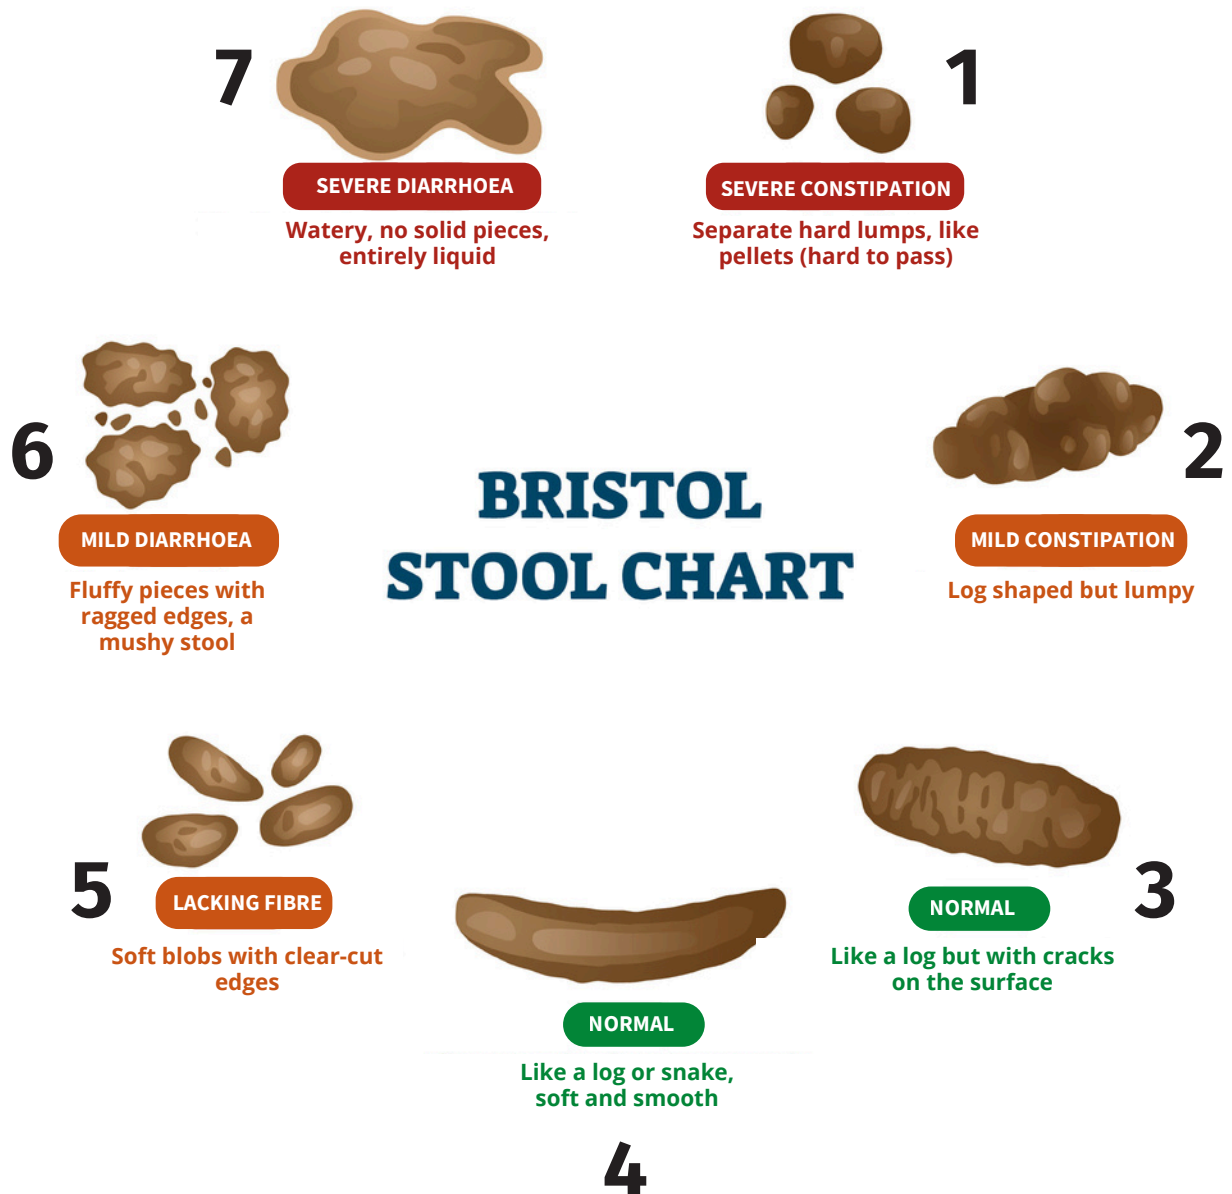 BRISTOL
STOOL CHART
1
SEVERE CONSTIPATION
Separate hard lumps, like
pellets (hard to pass)
2
MILD CONSTIPATION
Log shaped but lumpy
3
NORMAL
Like a log but with cracks
on the surface
4
NORMAL
Like a log or snake,
soft and smooth
5
LACKING FIBRE
Soft blobs with clear-cut
edges
6
MILD DIARRHOEA
Fluffy pieces with
ragged edges, a
mushy stool
7
SEVERE DIARRHOEA
Watery, no solid pieces,
entirely liquid